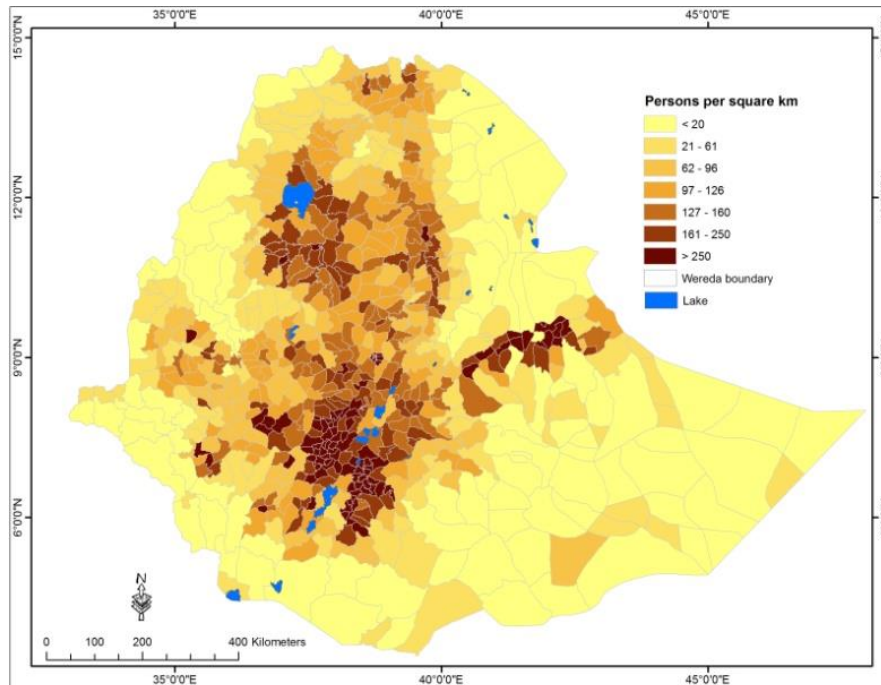 35°0'0"E 40°0'0"E 45°0'0"E
15°0'0"N
12°0'0"N
9°0'0"N
6°0'0"N
Persons per square km
< 20
21 - 61
62 - 96
97 - 126
127 - 160
161 - 250
> 250
Wereda boundary
Lake
N
0 100 200 400 Kilometers
35°0'0"E 40°0'0"E 45°0'0"E